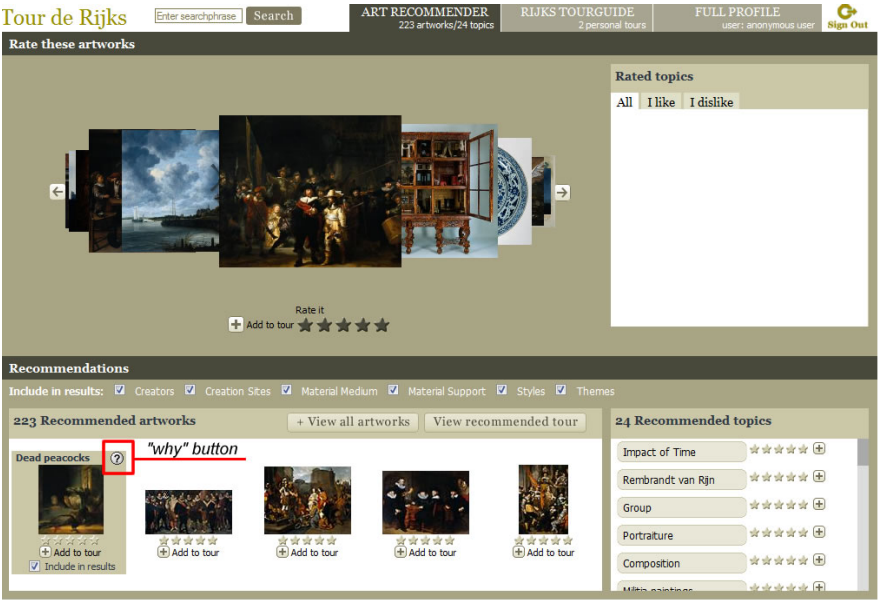 Tour de Rijks
Enter searchphrase
Search
ART RECOMMENDER
223 artworks/24 topics
RIJKS TOURGUIDE
2 personal tours
FULL PROFILE
user: anonymous user
Sign Out
Rate these artworks
Rated topics
All I like I dislike
Rate it
Add to tour
Recommendations
Include in results: Creators Creation Sites Material Medium Material Support Styles Themes
223 Recommended artworks
+ View all artworks
View recommended tour
Dead peacocks
?
"why" button
Add to tour
Include in results
Add to tour
Add to tour
Add to tour
Add to tour
24 Recommended topics
Impact of Time
Rembrandt van Rijn
Group
Portraiture
Composition
Militia paintings